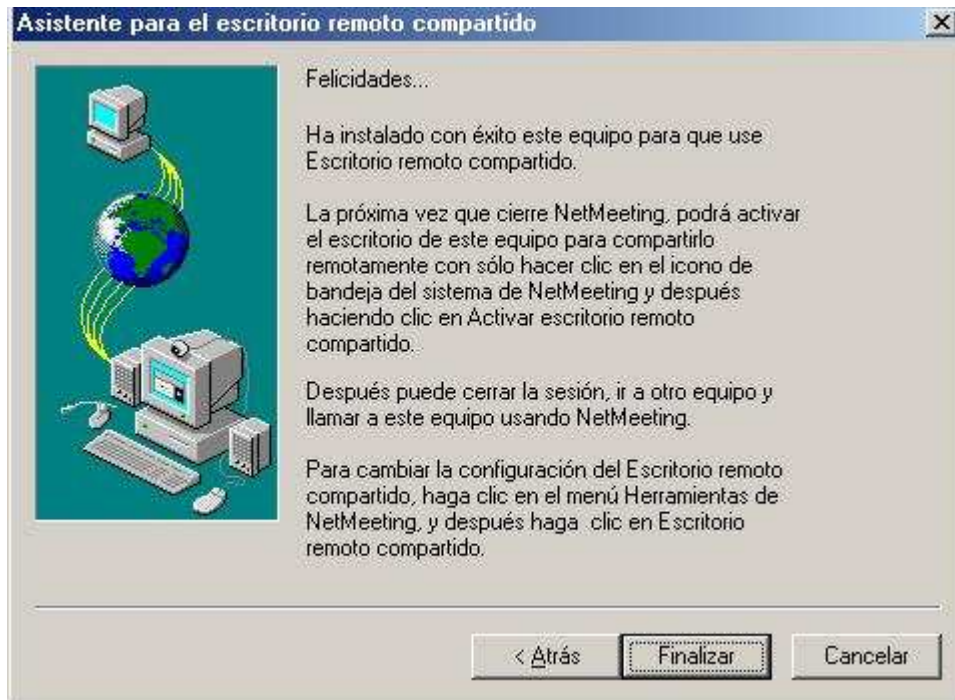 Asistente para el escritorio remoto compartido
Felicidades...
Ha instalado con éxito este equipo para que use
Escritorio remoto compartido.
La próxima vez que cierre NetMeeting, podrá activar
el escritorio de este equipo para compartirlo
remotamente con sólo hacer clic en el icono de
bandeja del sistema de NetMeeting y después
haciendo clic en Activar escritorio remoto
compartido.
Después puede cerrar la sesión, ir a otro equipo y
llamar a este equipo usando NetMeeting.
Para cambiar la configuración del Escritorio remoto
compartido, haga clic en el menú Herramientas de
NetMeeting, y después haga clic en Escritorio
remoto compartido.
< Atrás Finalizar Cancelar